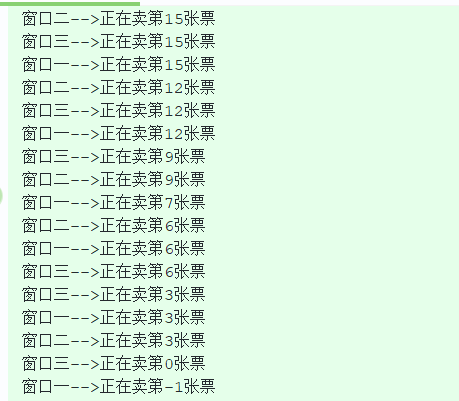 窗口二-->正在卖第15张票
窗口三-->正在卖第15张票
窗口一-->正在卖第15张票
窗口二-->正在卖第12张票
窗口三-->正在卖第12张票
窗口一-->正在卖第12张票
窗口三-->正在卖第9张票
窗口二-->正在卖第9张票
窗口一-->正在卖第7张票
窗口二-->正在卖第6张票
窗口一-->正在卖第6张票
窗口三-->正在卖第6张票
窗口三-->正在卖第3张票
窗口一-->正在卖第3张票
窗口二-->正在卖第3张票
窗口三-->正在卖第0张票
窗口一-->正在卖第-1张票